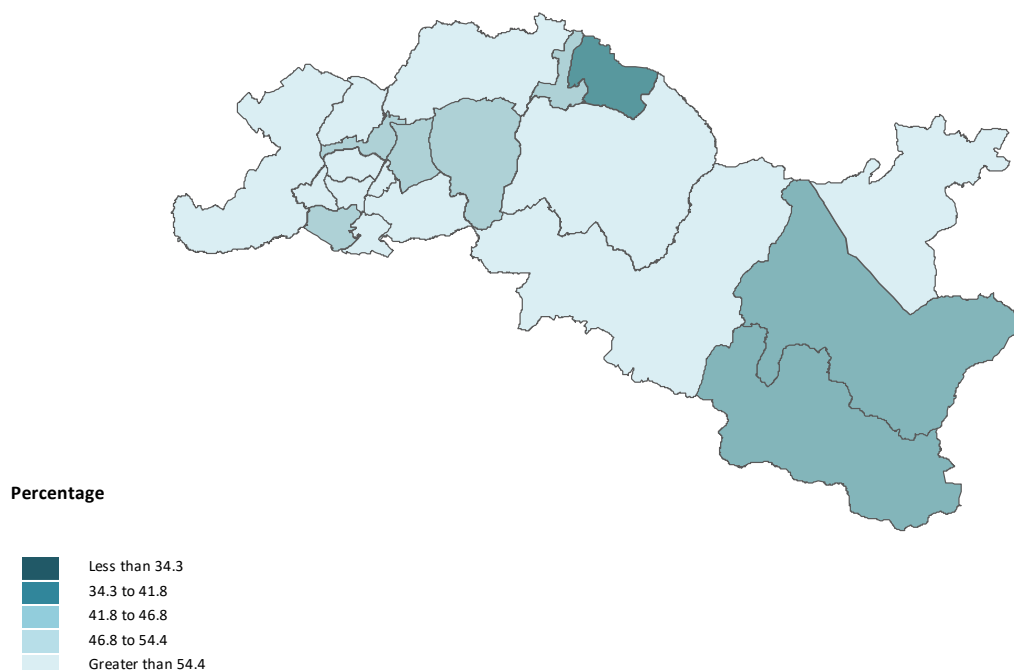 Percentage
Less than 34.3
34.3 to 41.8
41.8 to 46.8
46.8 to 54.4
Greater than 54.4